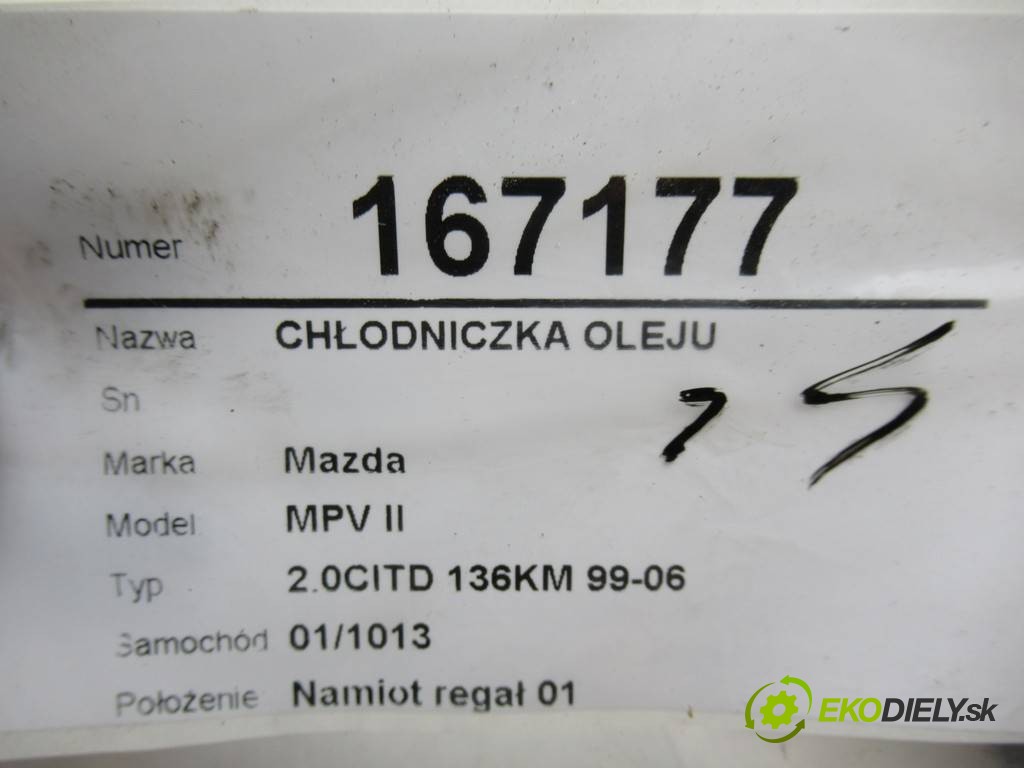 Numer 167177
Nazwa CHŁODNICZKA OLEJU
Sn
Marka Mazda
Model MPV II
Typ 2.0CITD 136KM 99-06
Samochód 01/1013
Położenie Namiot regał 01
EKODIELY.sk